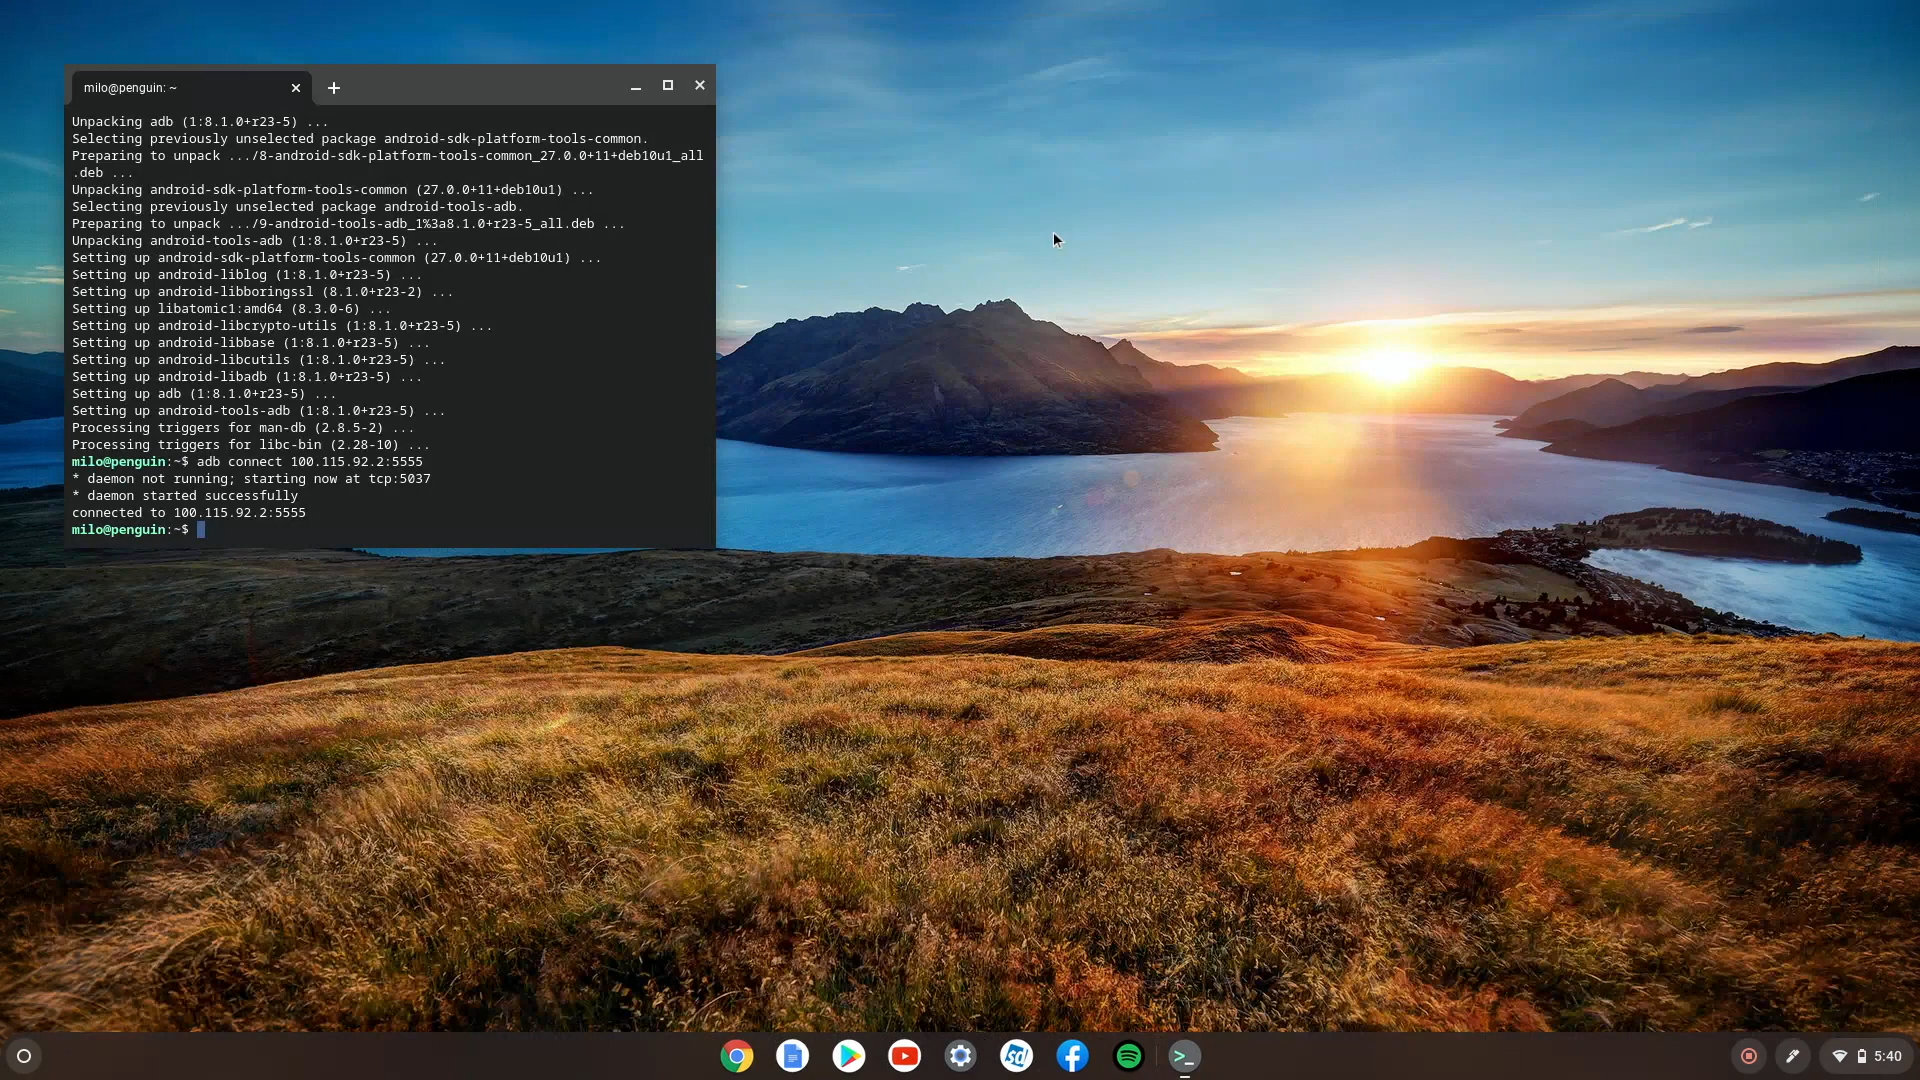 milo@penguin: ~
Unpacking adb (1:8.1.0+r23-5) ...
Selecting previously unselected package android-sdk-platform-tools-common.
Preparing to unpack .../8-android-sdk-platform-tools-common_27.0.0+11+deb10u1_all
.deb ...
Unpacking android-sdk-platform-tools-common (27.0.0+11+deb10u1) ...
Selecting previously unselected package android-tools-adb.
Preparing to unpack .../9-android-tools-adb_1%3a8.1.0+r23-5_all.deb ...
Unpacking android-tools-adb (1:8.1.0+r23-5) ...
Setting up android-sdk-platform-tools-common (27.0.0+11+deb10u1) ...
Setting up android-liblog (1:8.1.0+r23-5) ...
Setting up android-libboringssl (8.1.0+r23-2) ...
Setting up libatomic1:amd64 (8.3.0-6) ...
Setting up android-libcrypto-utils (1:8.1.0+r23-5) ...
Setting up android-libbase (1:8.1.0+r23-5) ...
Setting up android-libcutils (1:8.1.0+r23-5) ...
Setting up android-libadb (1:8.1.0+r23-5) ...
Setting up adb (1:8.1.0+r23-5) ...
Setting up android-tools-adb (1:8.1.0+r23-5) ...
Processing triggers for man-db (2.8.5-2) ...
Processing triggers for libc-bin (2.28-10) ...
milo@penguin:~$ adb connect 100.115.92.2:5555
* daemon not running; starting now at tcp:5037
* daemon started successfully
connected to 100.115.92.2:5555
milo@penguin:~$
sd
5:40